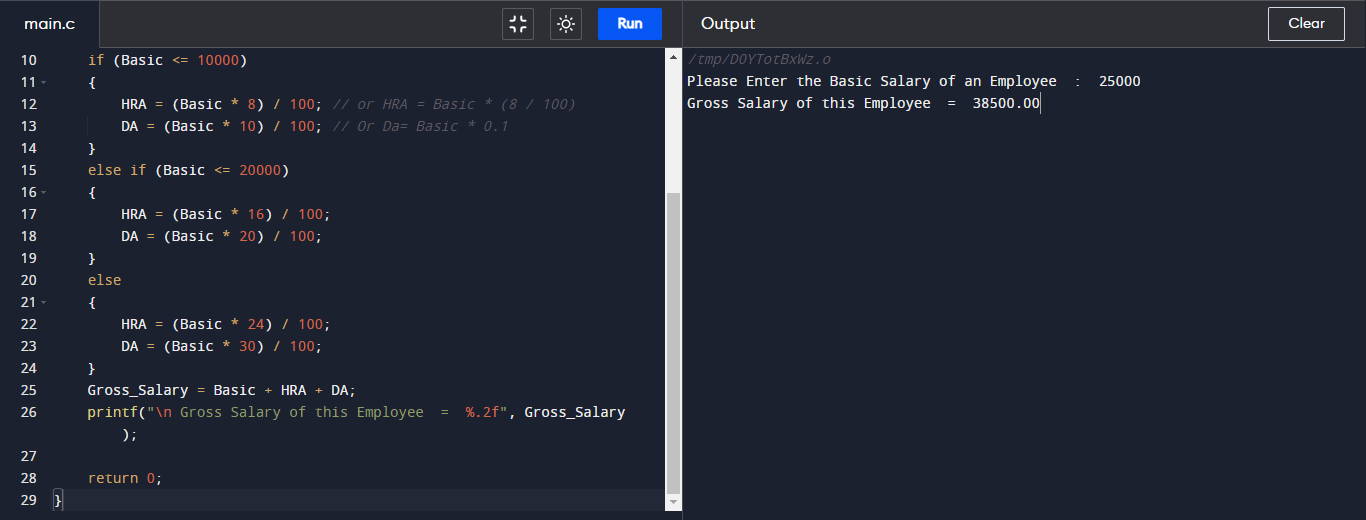 main.c Run Output Clear
10 if (Basic <= 10000)
11 {
12 HRA = (Basic * 8) / 100; // or HRA = Basic * (8 / 100)
13 DA = (Basic * 10) / 100; // Or Da= Basic * 0.1
14 }
15 else if (Basic <= 20000)
16 {
17 HRA = (Basic * 16) / 100;
18 DA = (Basic * 20) / 100;
19 }
20 else
21 {
22 HRA = (Basic * 24) / 100;
23 DA = (Basic * 30) / 100;
24 }
25 Gross_Salary = Basic + HRA + DA;
26 printf("\n Gross Salary of this Employee  =  %.2f", Gross_Salary
);
27
28 return 0;
29 }
/tmp/DOYTotBxWz.o
Please Enter the Basic Salary of an Employee  :  25000
Gross Salary of this Employee  =  38500.00